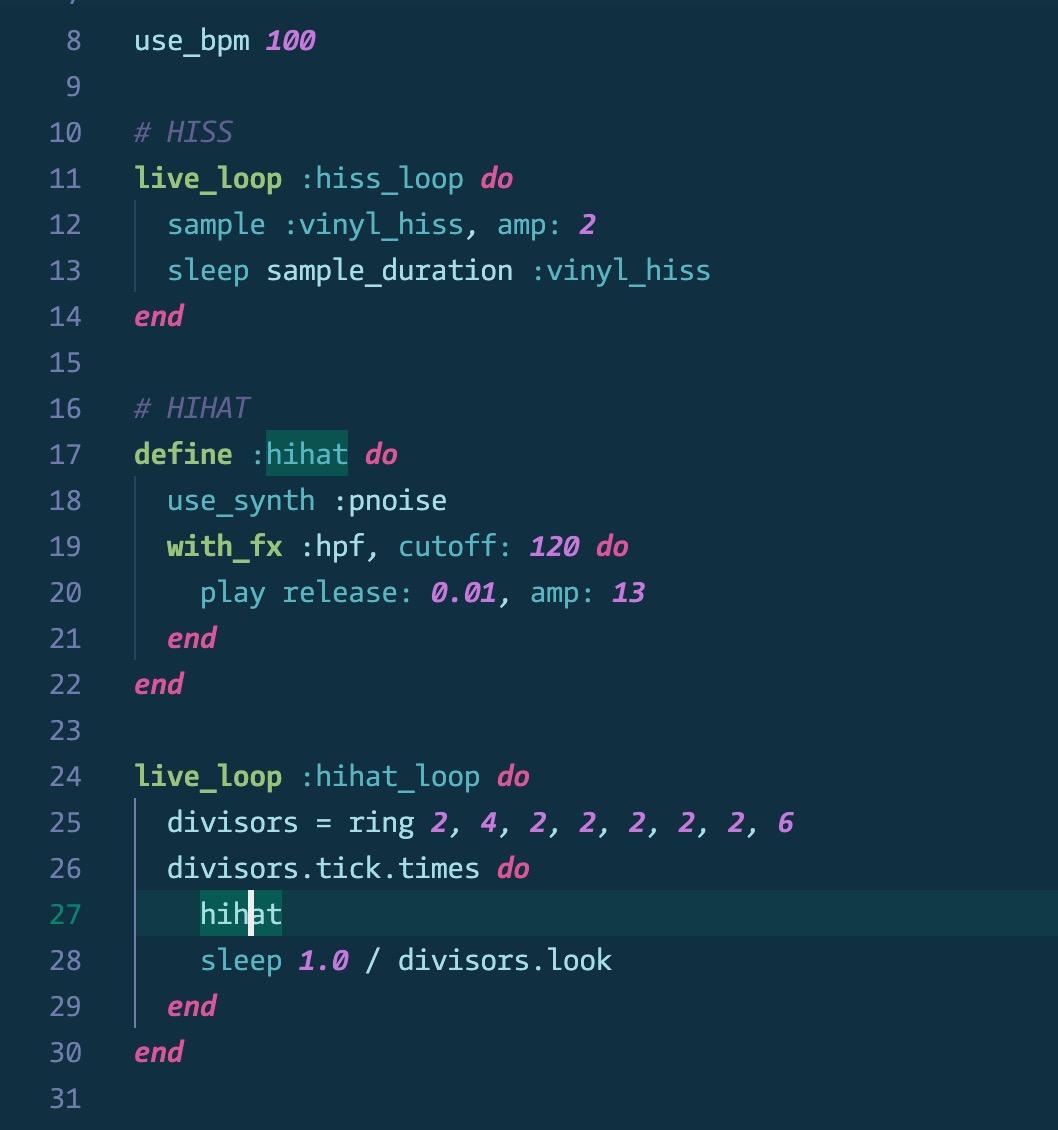 8 use_bpm 100
9
10 # HISS
11 live_loop :hiss_loop do
12 sample :vinyl_hiss, amp: 2
13 sleep sample_duration :vinyl_hiss
14 end
15
16 # HIHAT
17 define :hihat do
18 use_synth :pnoise
19 with_fx :hpf, cutoff: 120 do
20 play release: 0.01, amp: 13
21 end
22 end
23
24 live_loop :hihat_loop do
25 divisors = ring 2, 4, 2, 2, 2, 2, 2, 6
26 divisors.tick.times do
27 hihat
28 sleep 1.0 / divisors.look
29 end
30 end
31